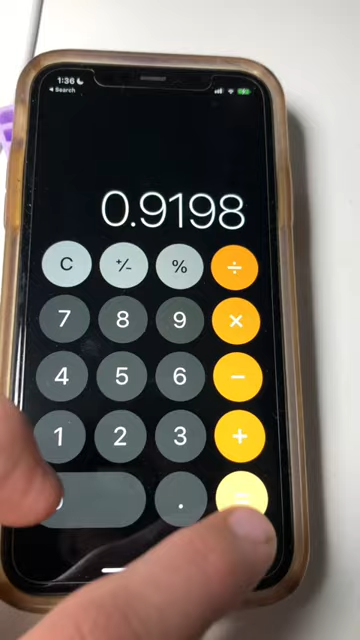 1:36
◀ Search
0.9198
C ⁺/₋ % ÷
7 8 9 ×
4 5 6 −
1 2 3 +
. =